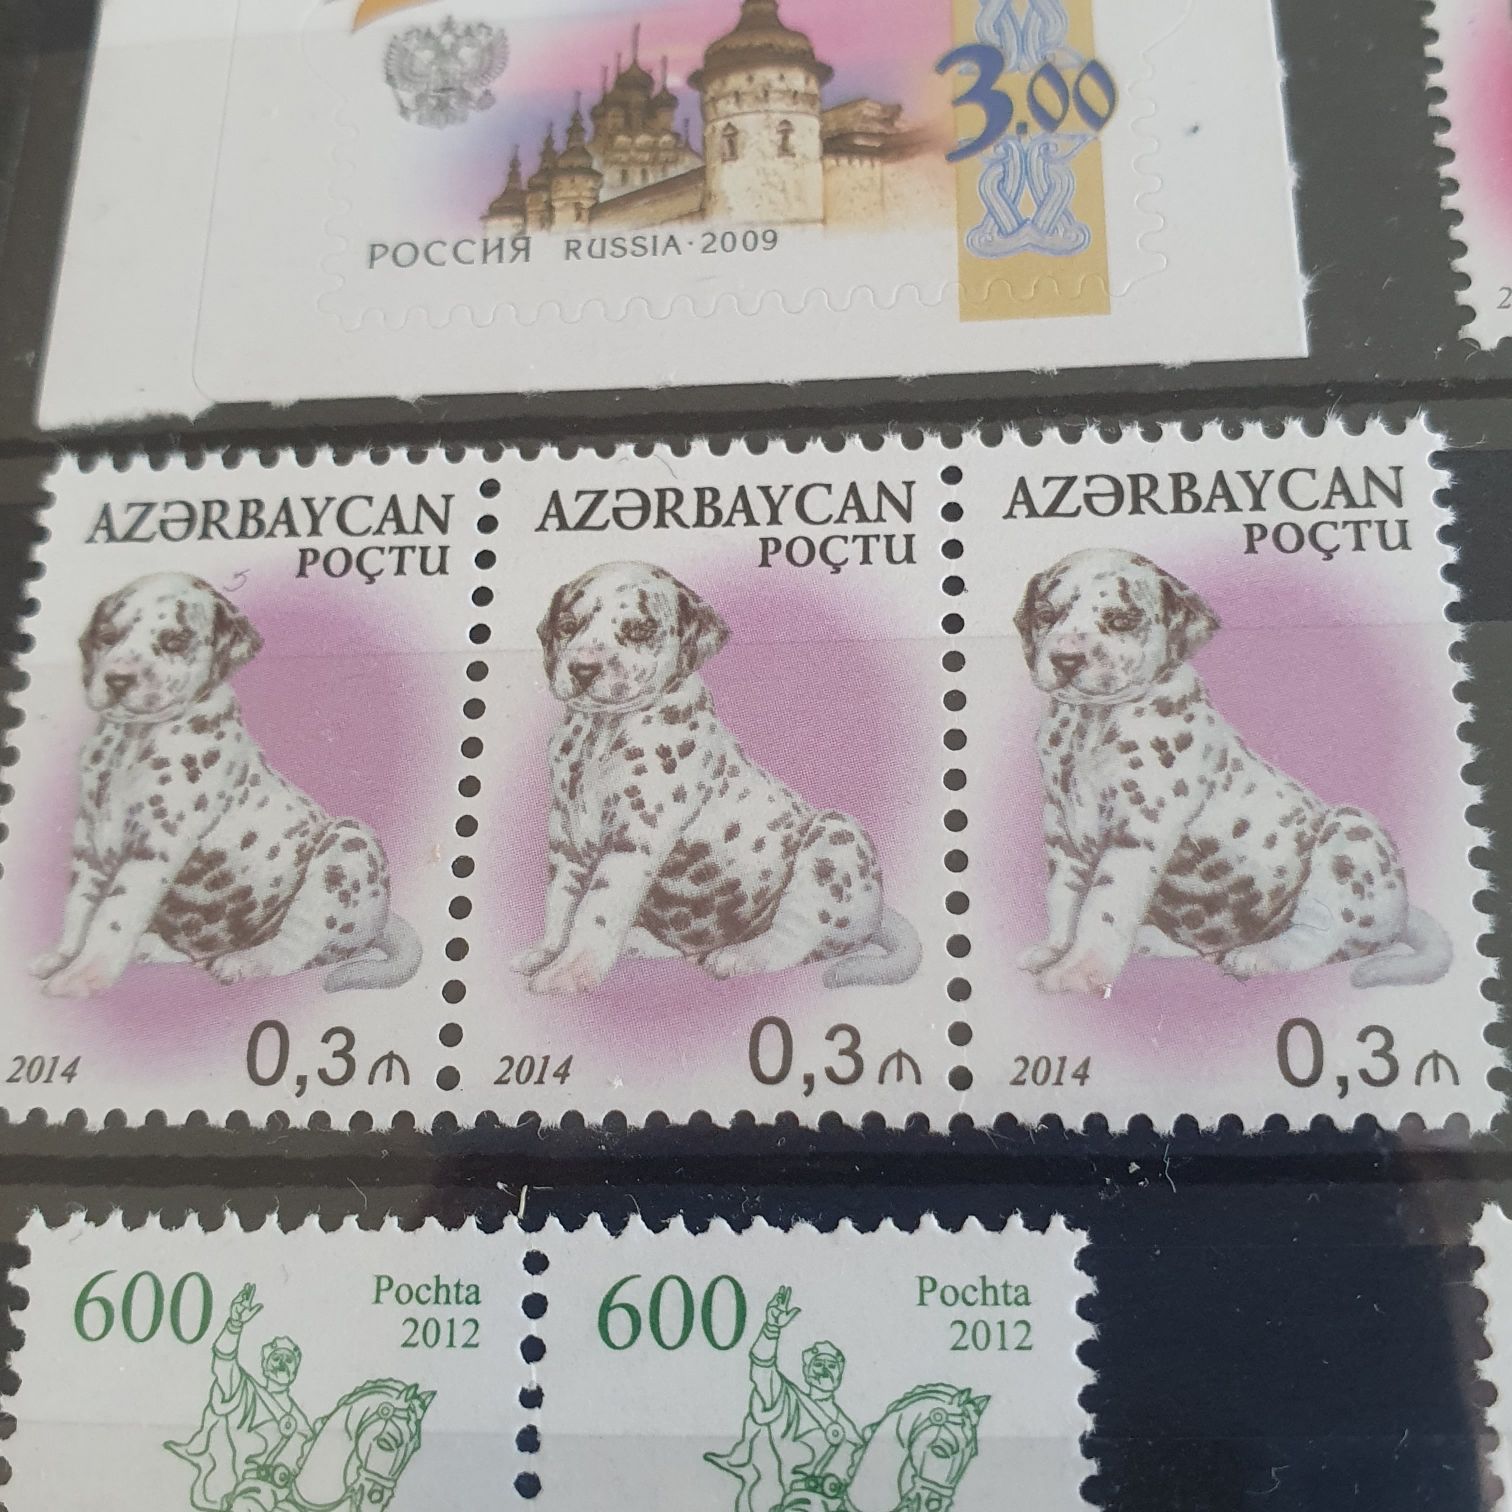 3.00
РОССИЯ RUSSIA·2009
AZƏRBAYCAN
POÇTU
2014 0,3 ₼
AZƏRBAYCAN
POÇTU
2014 0,3 ₼
AZƏRBAYCAN
POÇTU
2014 0,3 ₼
600 Pochta
2012
600 Pochta
2012